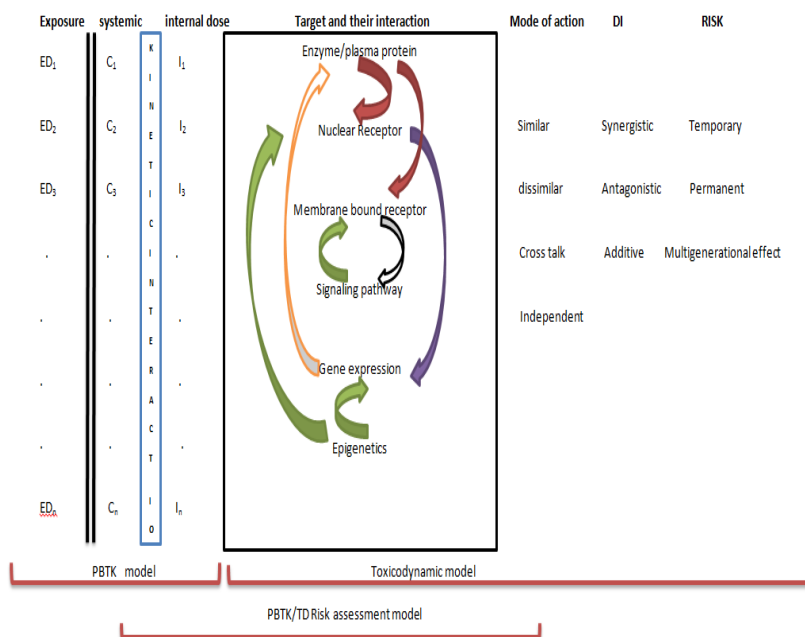 Exposure systemic internal dose Target and their interaction Mode of action DI RISK
Enzyme/plasma protein
ED₁ C₁ I₁
ED₂ C₂ I₂ Nuclear Receptor Similar Synergistic Temporary
ED₃ C₃ I₃ dissimilar Antagonistic Permanent
Membrane bound receptor
. . . Cross talk Additive Multigenerational effect
Signaling pathway
. . . Independent
Gene expression
. . .
. . .
Epigenetics
EDₙ Cₙ Iₙ
K I N E T I C I N T E R A C T I O
PBTK model Toxicodynamic model
PBTK/TD Risk assessment model